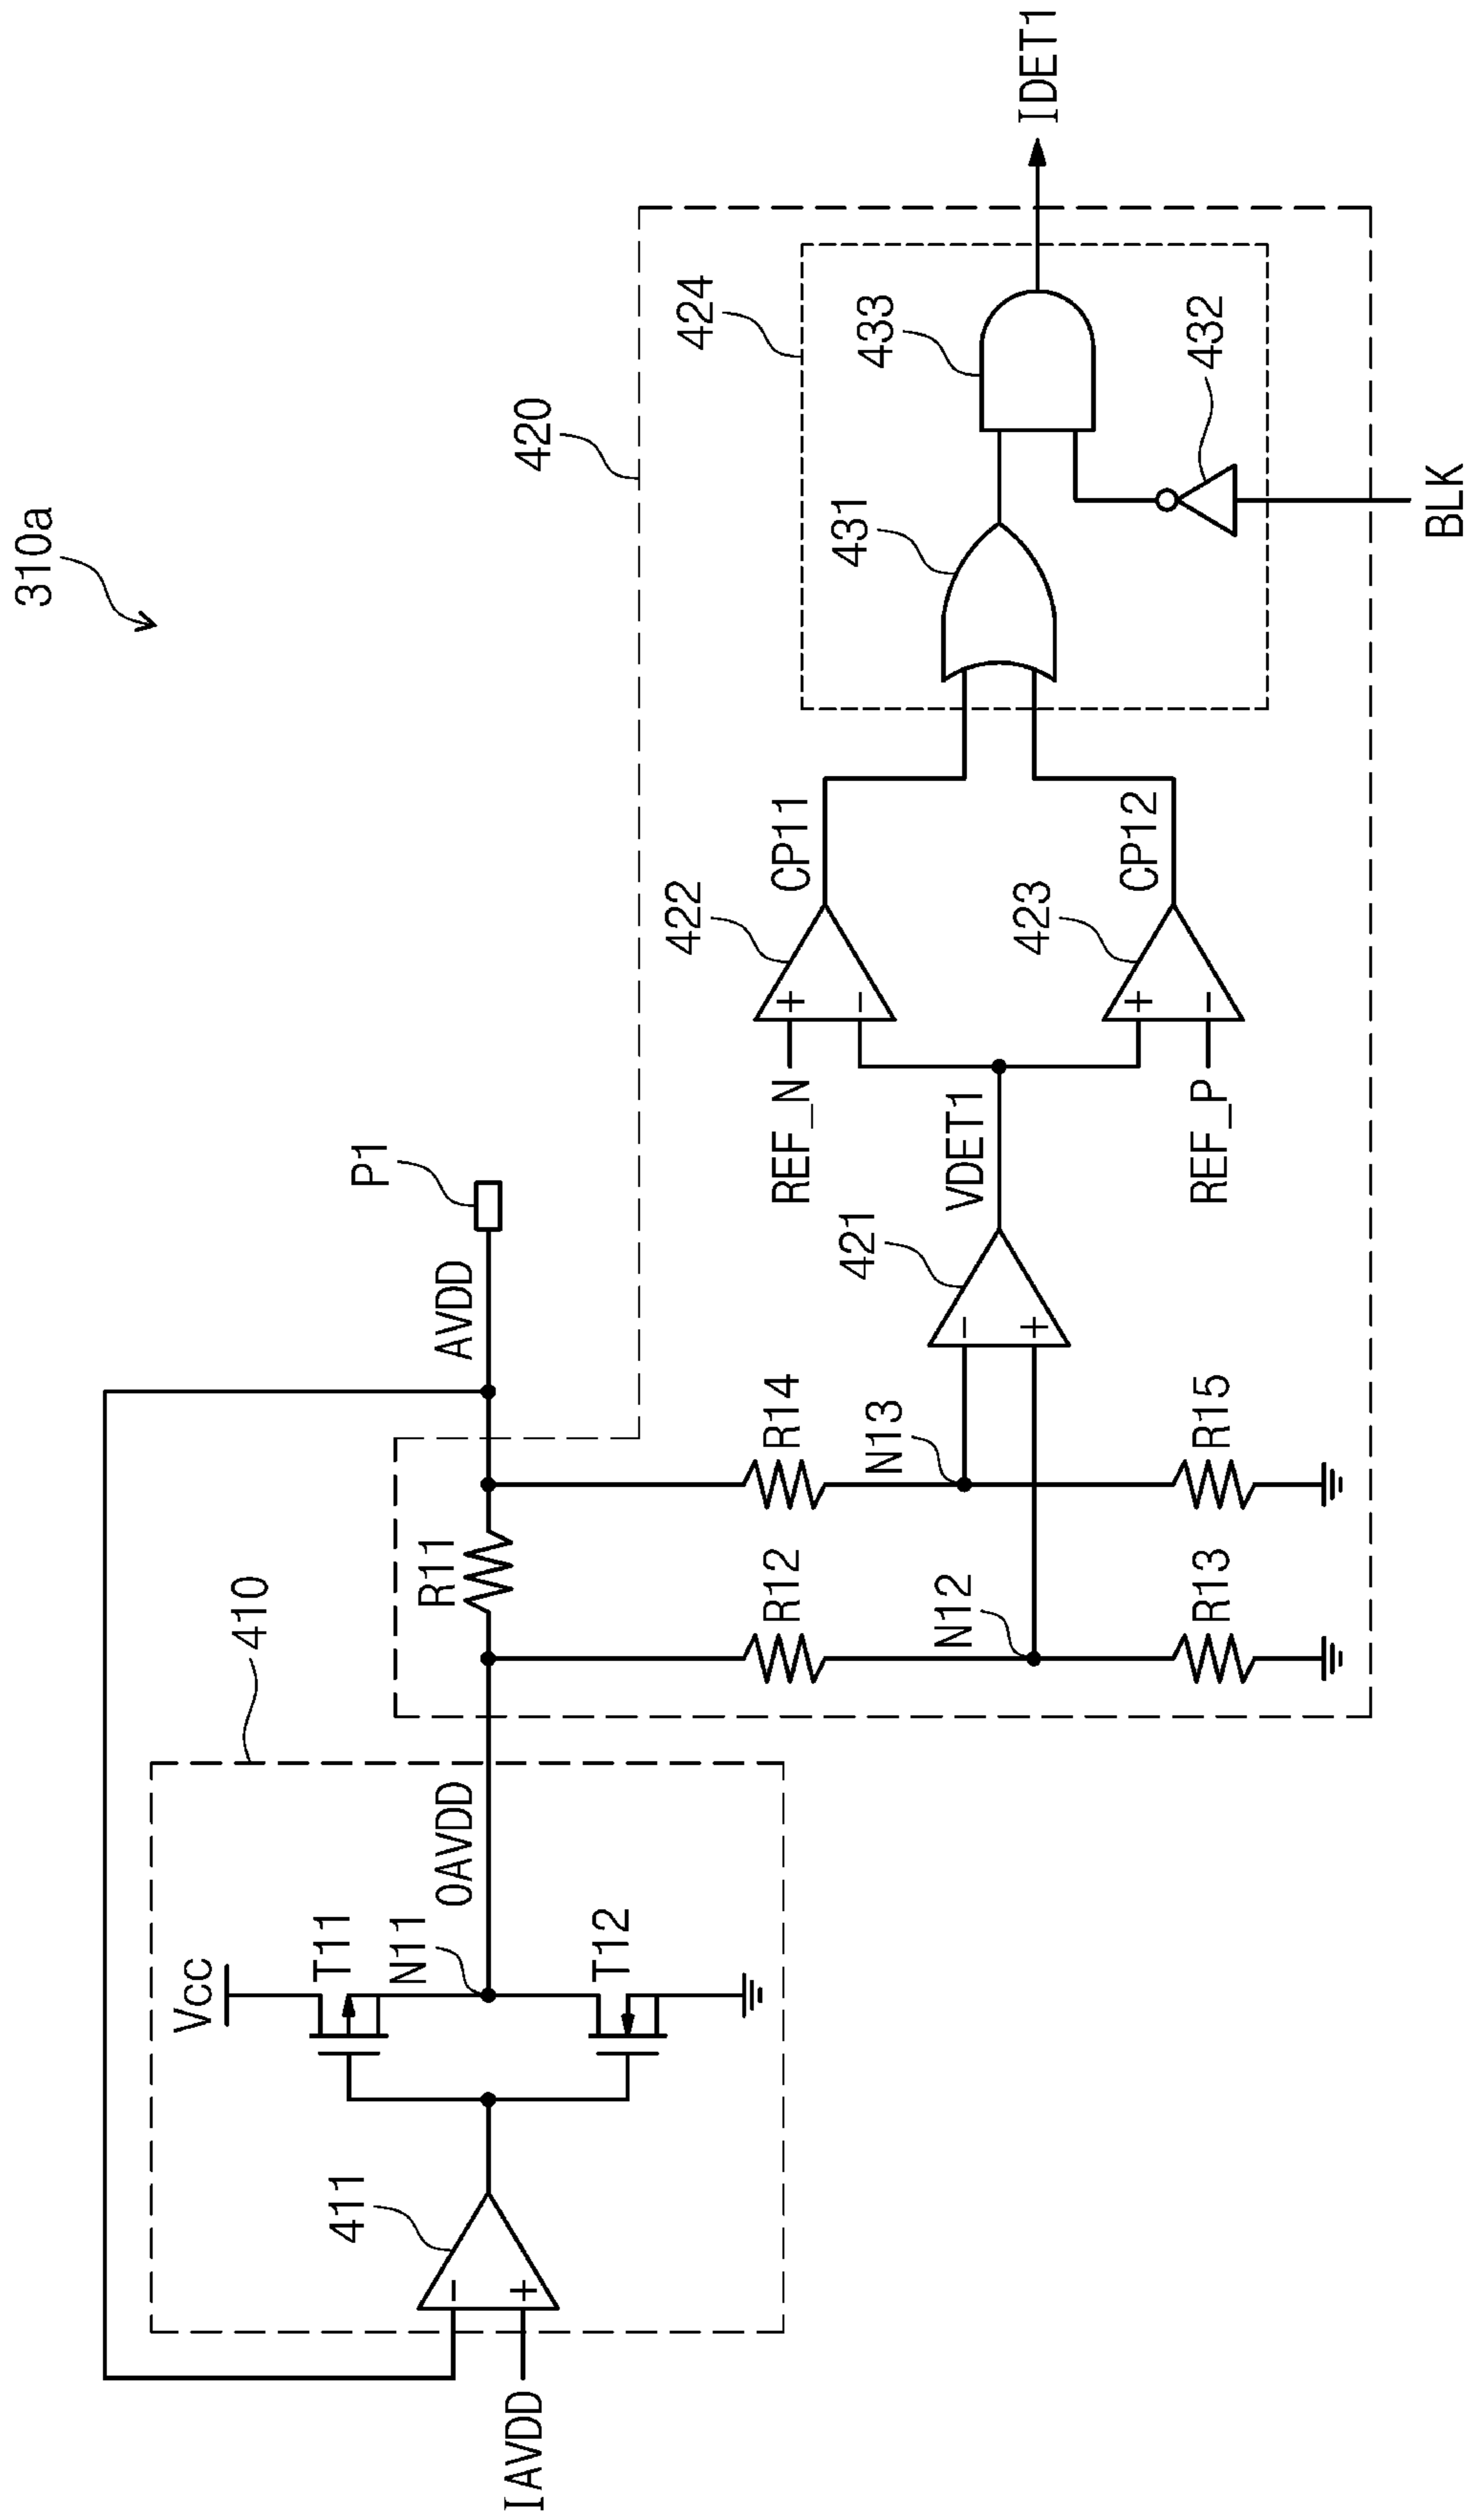 310a
410
Vcc
T11
N11
OAVDD
T12
411
IAVDD
R11
AVDD
P1
420
R12
R14
N12
N13
R13
R15
421
VDET1
REF_N
REF_P
422
CP11
423
CP12
424
431
433
432
BLK
IDET1
+
-
+
-
+
-
+
-